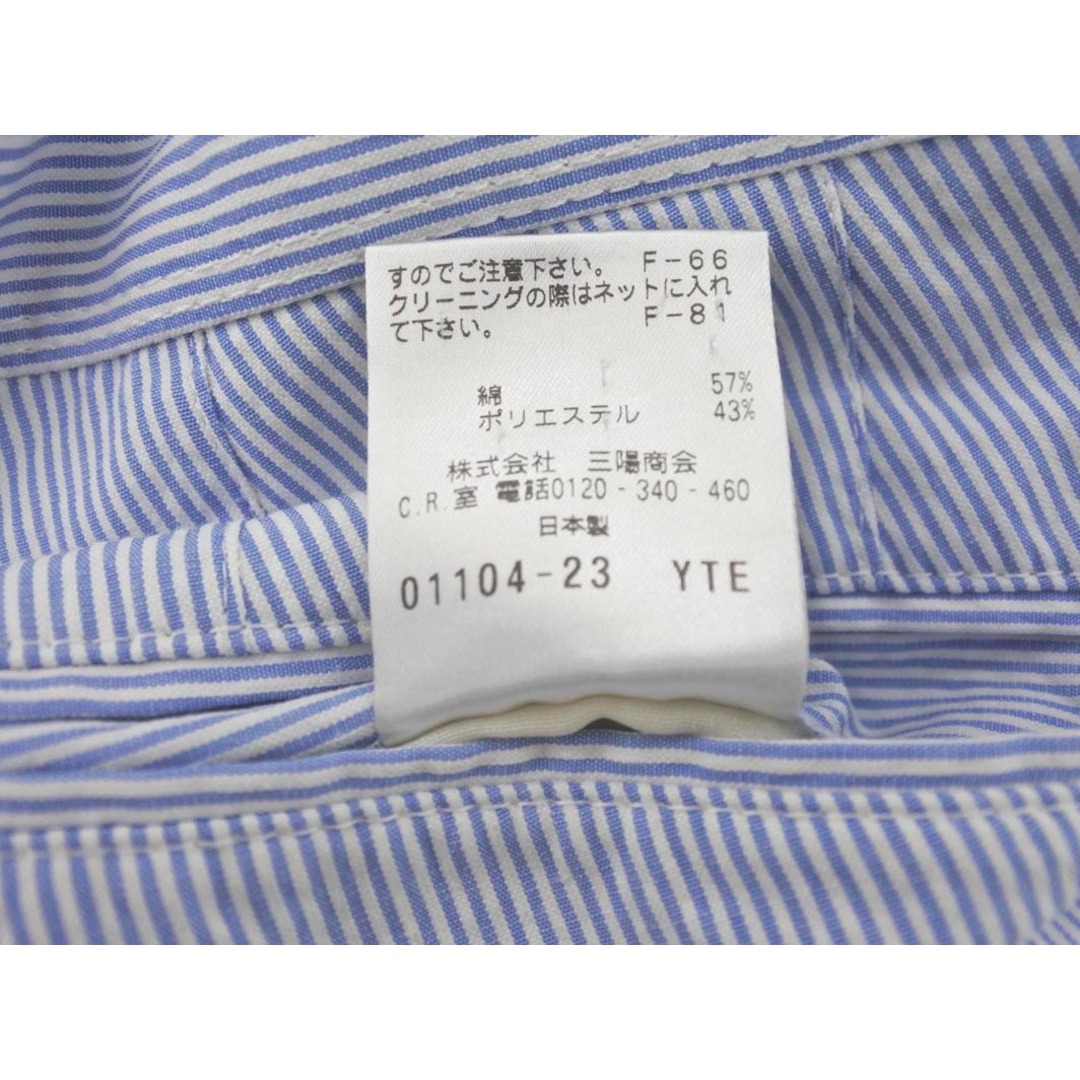 すのでご注意下さい。 F-66
クリーニングの際はネットに入れ
て下さい。 F-81
綿 57%
ポリエステル 43%
株式会社 三陽商会
C.R.室 電話0120-340-460
日本製
01104-23 YTE